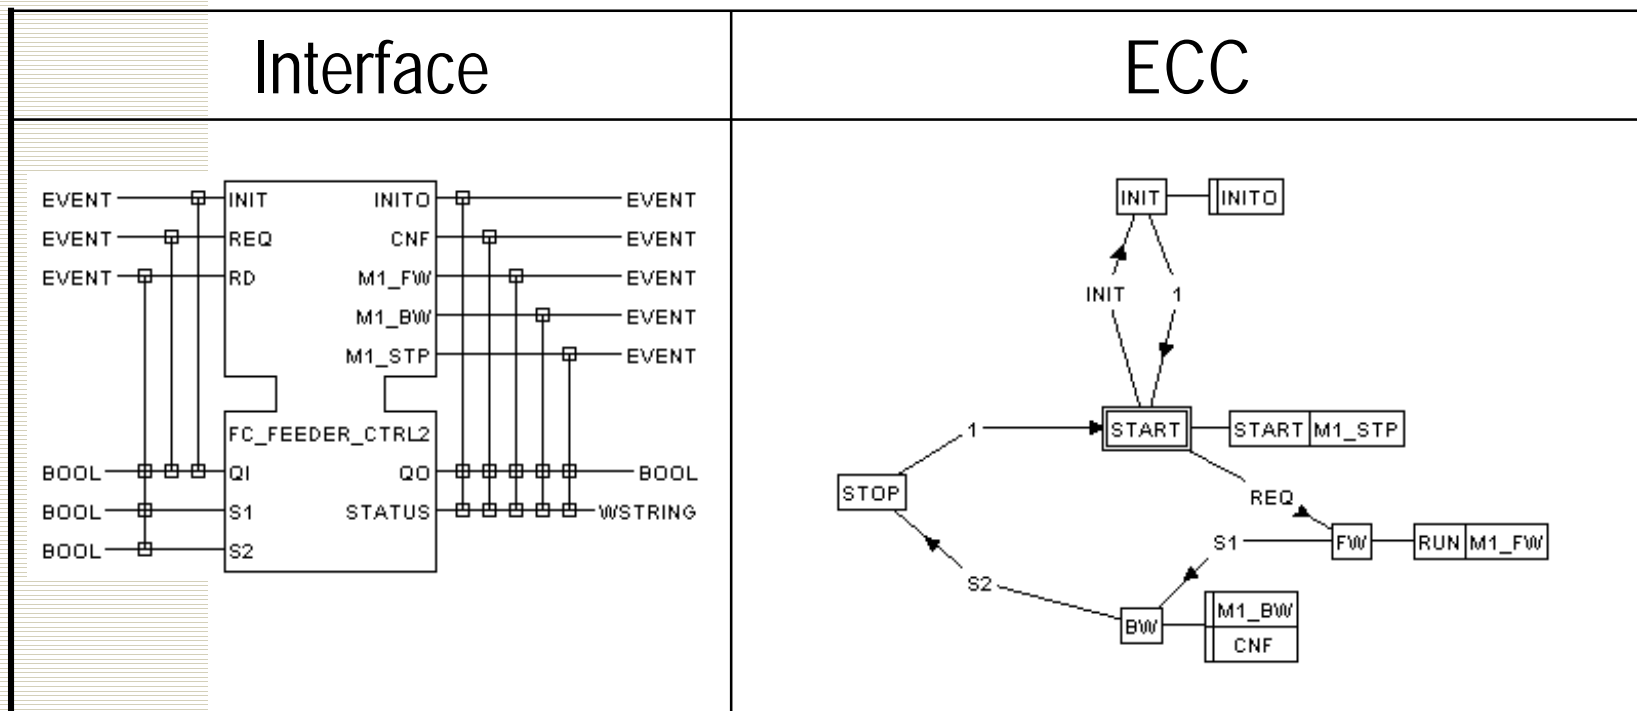 Interface
ECC
EVENT INIT INITO EVENT
EVENT REQ CNF EVENT
EVENT RD M1_FW EVENT
M1_BW EVENT
M1_STP EVENT
FC_FEEDER_CTRL2
BOOL QI QO BOOL
BOOL S1 STATUS WSTRING
BOOL S2
INIT INITO
INIT 1
1 START START M1_STP
STOP
REQ
S1 FW RUN M1_FW
S2
BW M1_BW
CNF